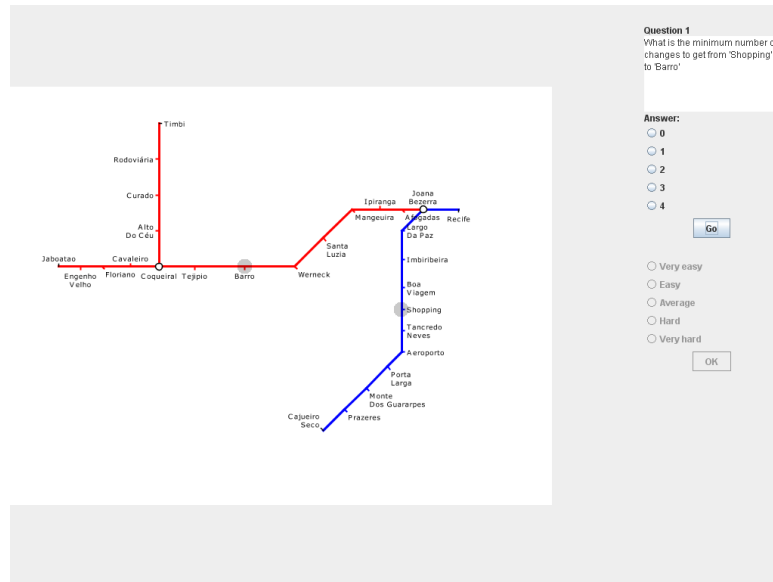 Question 1
What is the minimum number
changes to get from 'Shopping'
to 'Barro'
Answer:
0
1
2
3
4
Go
Very easy
Easy
Average
Hard
Very hard
OK
Timbi
Rodoviária
Curado
Alto
Do Céu
Jaboatao
Cavaleiro
Engenho
Velho
Floriano
Coqueiral
Tejipio
Barro
Werneck
Santa
Luzia
Ipiranga
Mangeuira
Joana
Bezerra
Afogadas
Recife
Largo
Da Paz
Imbiribeira
Boa
Viagem
Shopping
Tancredo
Neves
Aeroporto
Porta
Larga
Monte
Dos Guararpes
Prazeres
Cajueiro
Seco